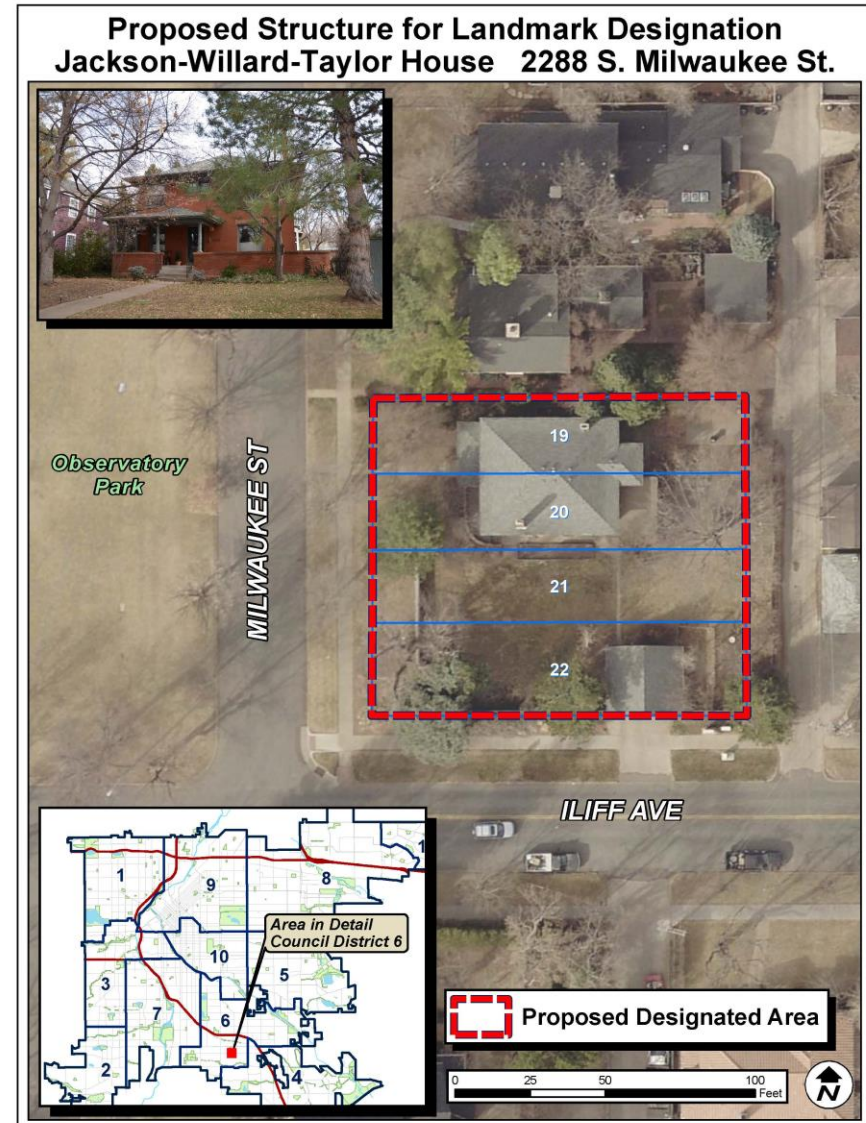 Proposed Structure for Landmark Designation
Jackson-Willard-Taylor House 2288 S. Milwaukee St.
Observatory
Park
MILWAUKEE ST
19
20
21
22
ILIFF AVE
1
9
8
1
10
Area in Detail
Council District 6
3
7
6
5
2
4
Proposed Designated Area
0 25 50 100
Feet
N